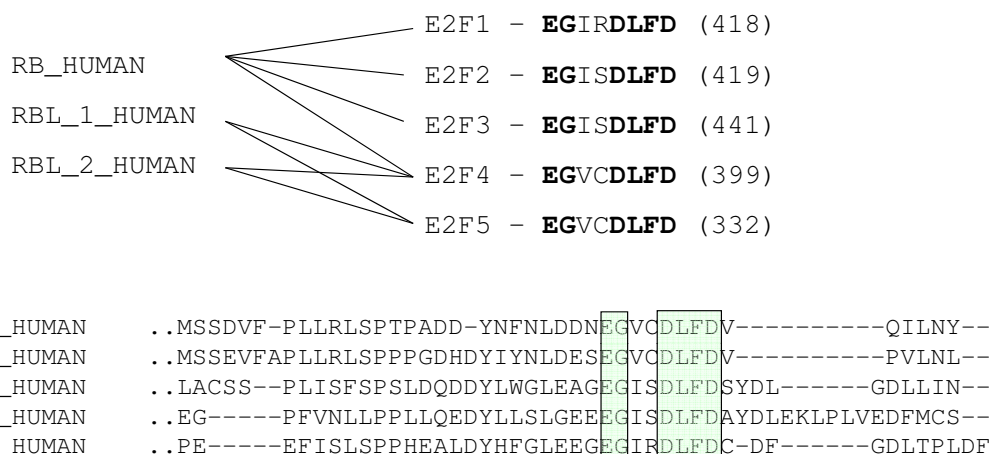 E2F1 – EGIRDLFD (418)
RB_HUMAN
E2F2 – EGISDLFD (419)
RBL_1_HUMAN
E2F3 – EGISDLFD (441)
RBL_2_HUMAN
E2F4 – EGVCDLFD (399)
E2F5 – EGVCDLFD (332)
_HUMAN ..MSSDVF-PLLRLSPTPADD-YNFNLDDNEGVCDLFDV----------QILNY--
_HUMAN ..MSSEVFAPLLRLSPPPGDHDYIYNLDESEGVCDLFDV----------PVLNL--
_HUMAN ..LACSS--PLISFSPSLDQDDYLWGLEAGEGISDLFDSYDL------GDLLIN--
_HUMAN ..EG-----PFVNLLPPLLQEDYLLSLGEEEGISDLFDAYDLEKLPLVEDFMCS--
HUMAN ..PE-----EFISLSPPHEALDYHFGLEEGEGIRDLFDC-DF------GDLTPLDF